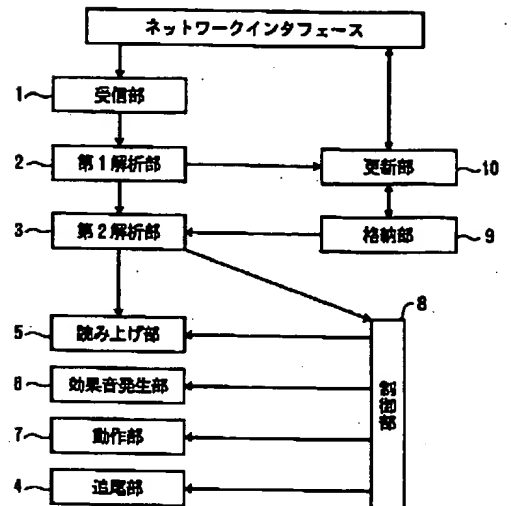 ネットワークインタフェース
1 受信部
2 第1解析部
更新部 10
3 第2解析部
格納部 9
8
5 読み上げ部
6 効果音発生部
制御部
7 動作部
4 追尾部